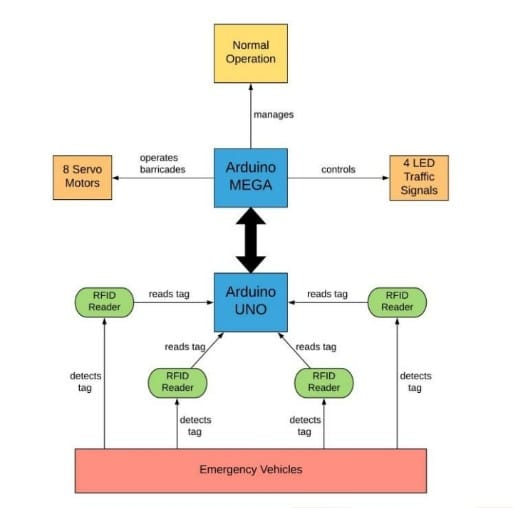 Normal
Operation
manages
8 Servo
Motors
operates
barricades
Arduino
MEGA
controls
4 LED
Traffic
Signals
RFID
Reader
reads tag
Arduino
UNO
reads tag
RFID
Reader
reads tag
reads tag
detects
tag
RFID
Reader
RFID
Reader
detects
tag
detects
tag
detects
tag
Emergency Vehicles